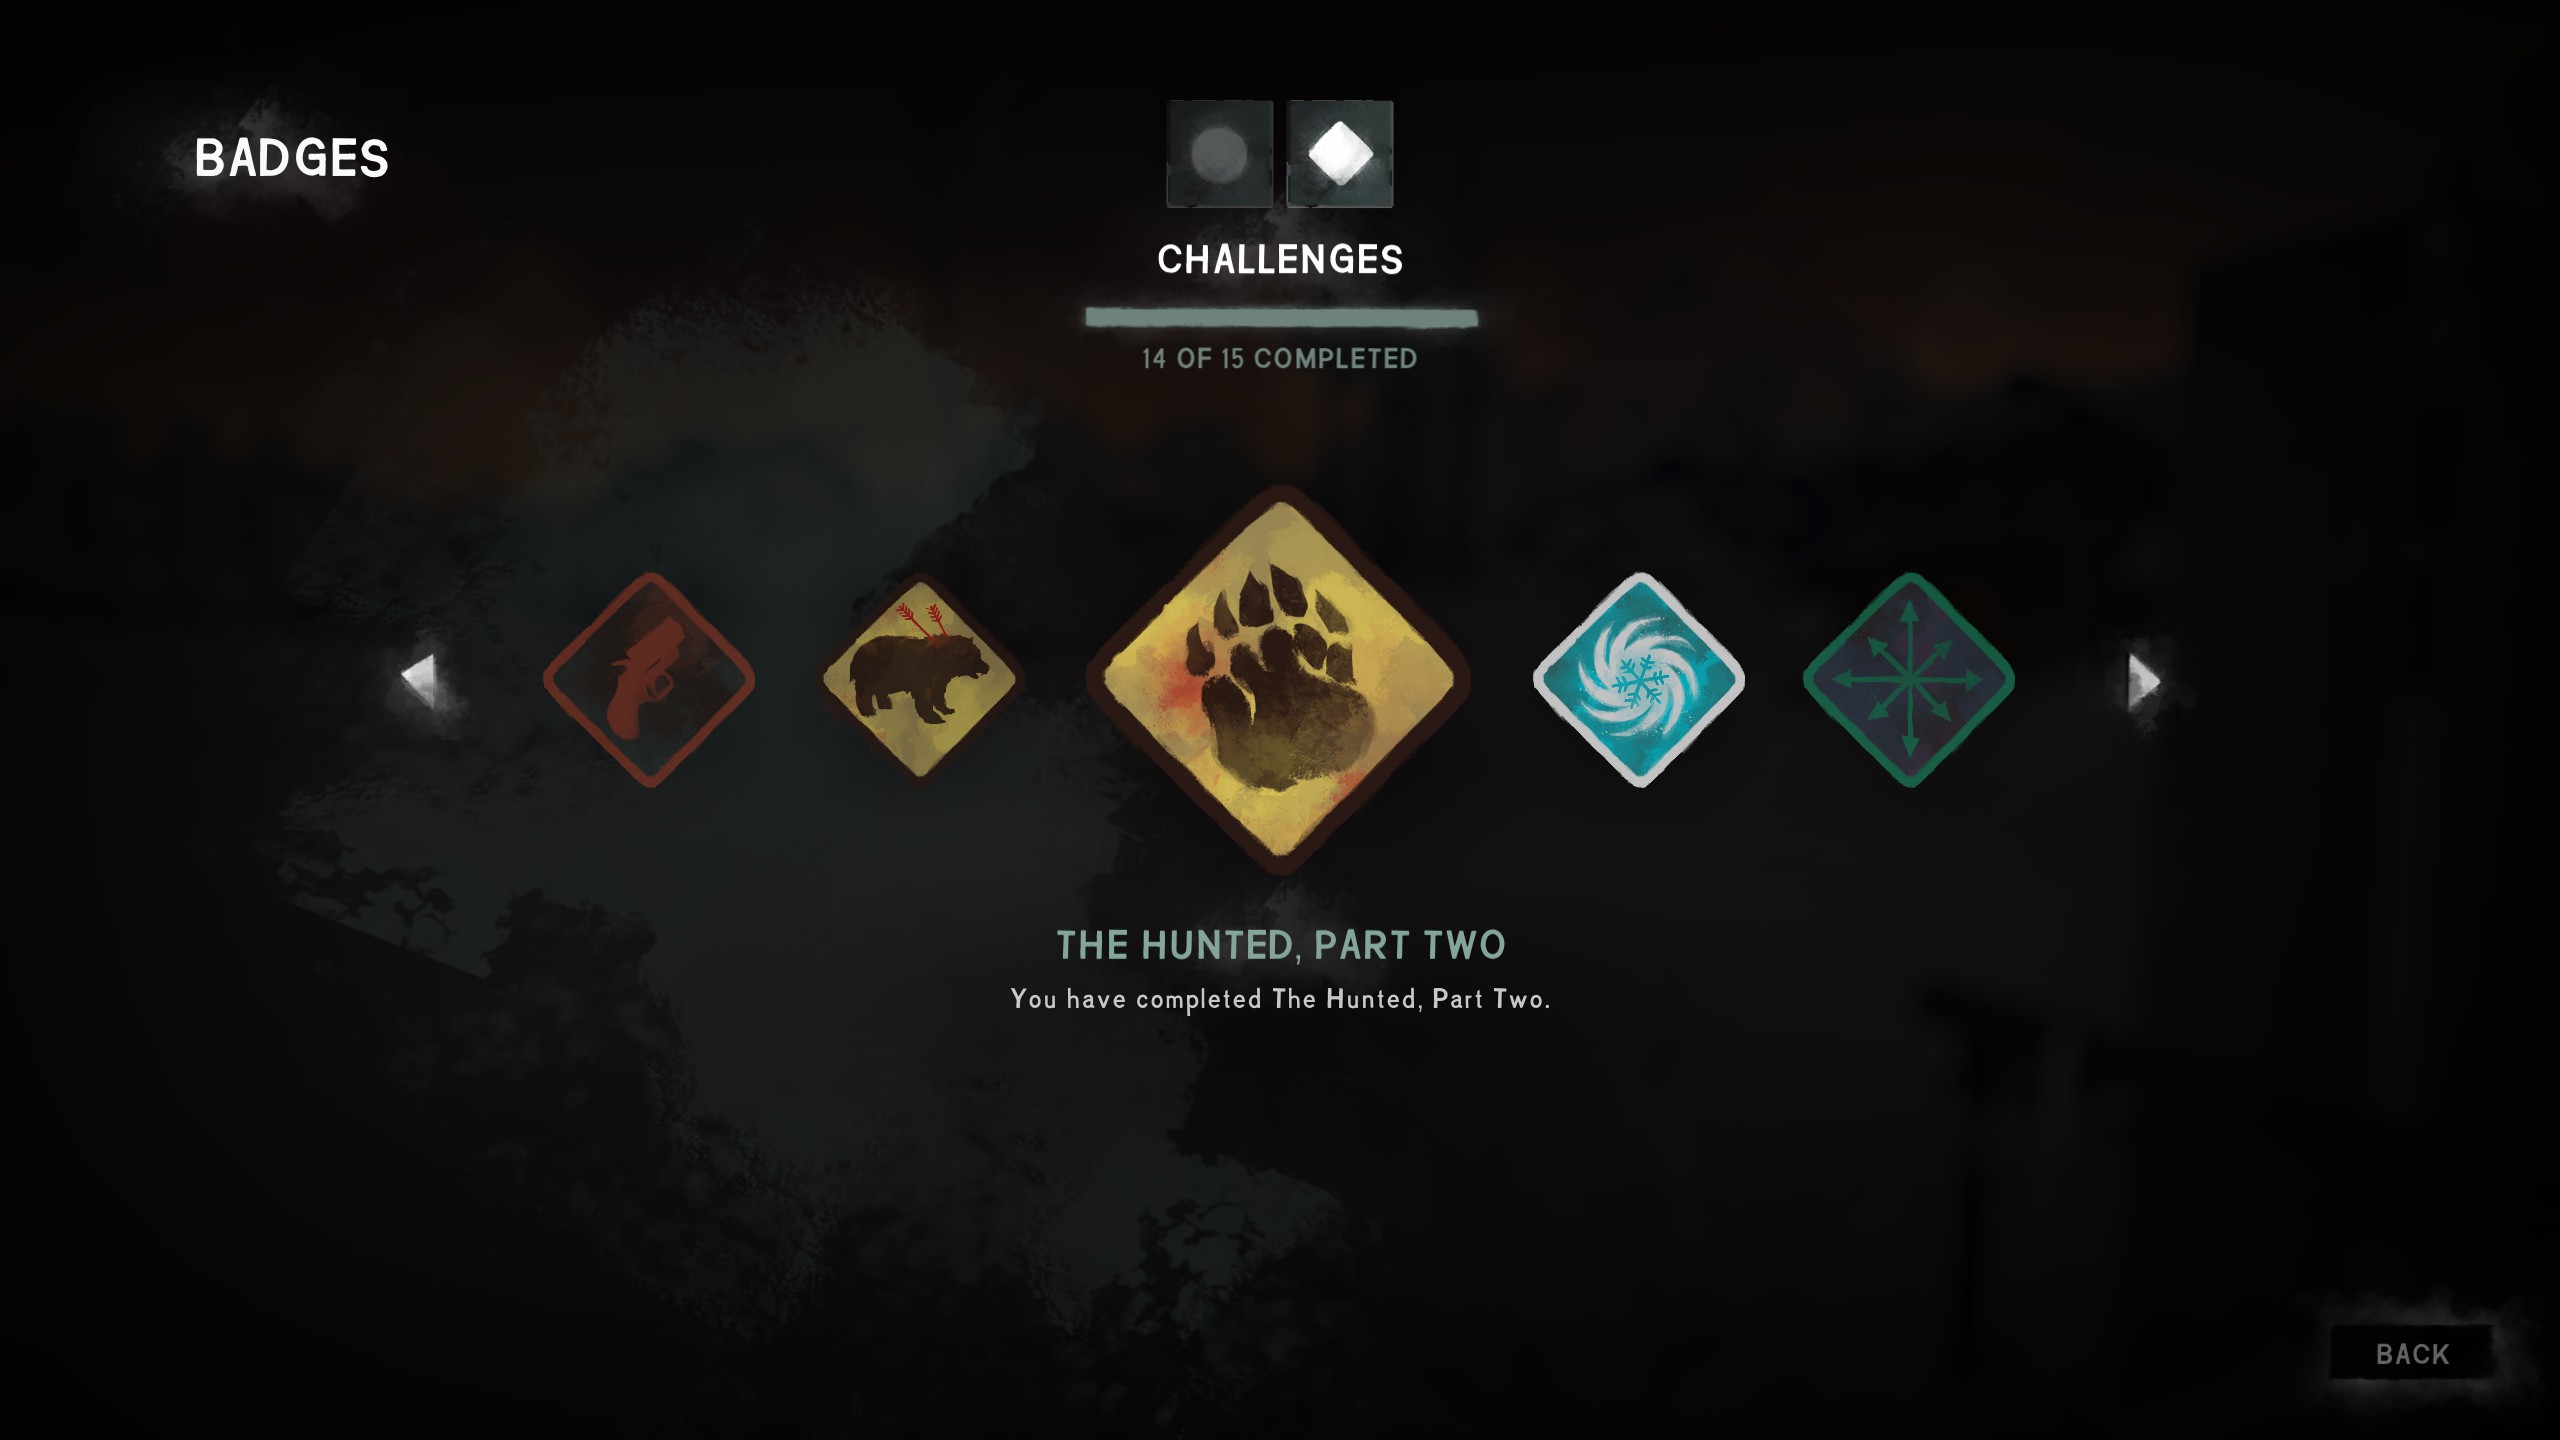 BADGES
CHALLENGES
14 OF 15 COMPLETED
THE HUNTED, PART TWO
You have completed The Hunted, Part Two.
BACK